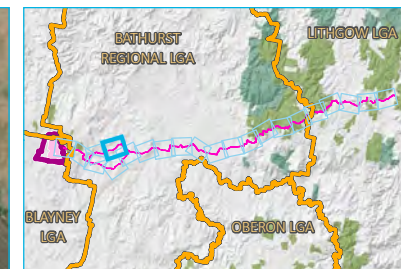 BATHURST
REGIONAL LGA
LITHGOW LGA
BLAYNEY
LGA
OBERON LGA